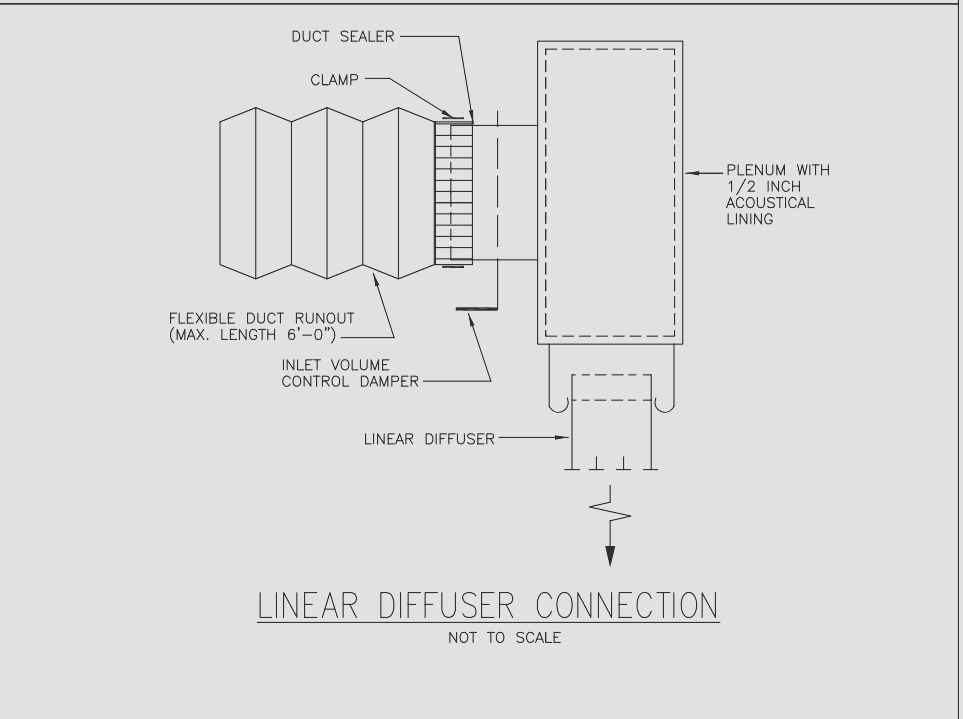 DUCT SEALER
CLAMP
PLENUM WITH
1/2 INCH
ACOUSTICAL
LINING
FLEXIBLE DUCT RUNOUT
(MAX. LENGTH 6'-0")
INLET VOLUME
CONTROL DAMPER
LINEAR DIFFUSER
LINEAR DIFFUSER CONNECTION
NOT TO SCALE